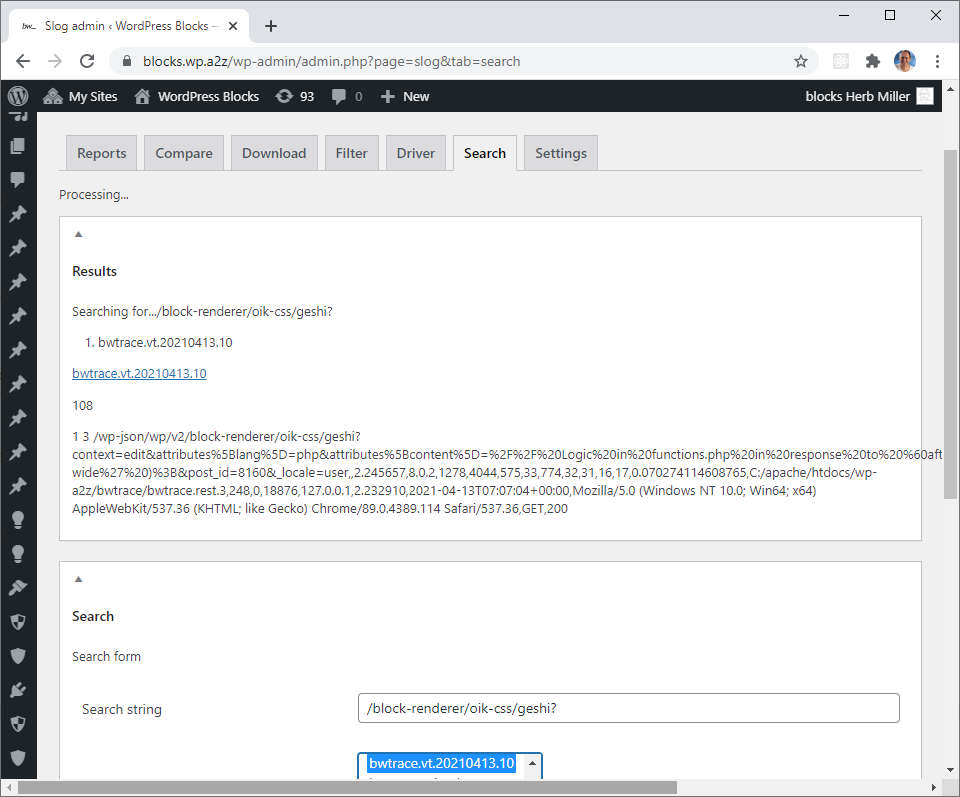 bw_ Slog admin ‹ WordPress Blocks —
blocks.wp.a2z/wp-admin/admin.php?page=slog&tab=search
My Sites WordPress Blocks 93 0 New blocks Herb Miller
Reports Compare Download Filter Driver Search Settings
Processing...
Results
Searching for.../block-renderer/oik-css/geshi?
1. bwtrace.vt.20210413.10
bwtrace.vt.20210413.10
108
1 3 /wp-json/wp/v2/block-renderer/oik-css/geshi?
context=edit&attributes%5Blang%5D=php&attributes%5Bcontent%5D=%2F%2F%20Logic%20in%20functions.php%20in%20response%20to%20%60aft
wide%27%20)%3B&post_id=8160&_locale=user,,2.245657,8.0.2,1278,4044,575,33,774,32,31,16,17,0.070274114608765,C:/apache/htdocs/wp-
a2z/bwtrace/bwtrace.rest.3,248,0,18876,127.0.0.1,2.232910,2021-04-13T07:07:04+00:00,Mozilla/5.0 (Windows NT 10.0; Win64; x64)
AppleWebKit/537.36 (KHTML; like Gecko) Chrome/89.0.4389.114 Safari/537.36,GET,200
Search
Search form
Search string /block-renderer/oik-css/geshi?
bwtrace.vt.20210413.10